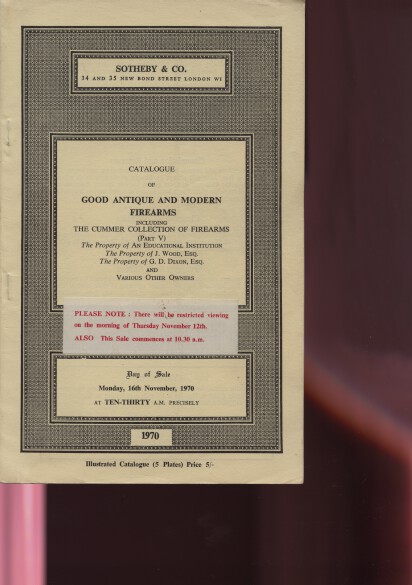 SOTHEBY & CO.
34 AND 35 NEW BOND STREET LONDON W1
CATALOGUE
OF
GOOD ANTIQUE AND MODERN
FIREARMS
INCLUDING
THE CUMMER COLLECTION OF FIREARMS
(PART V)
The Property of AN EDUCATIONAL INSTITUTION
The Property of J. WOOD, ESQ.
The Property of G. D. DIXON, ESQ.
AND
VARIOUS OTHER OWNERS
PLEASE NOTE : There will be restricted viewing
on the morning of Thursday November 12th.
ALSO This Sale commences at 10.30 a.m.
Day of Sale
Monday, 16th November, 1970
AT TEN-THIRTY A.M. PRECISELY
1970
Illustrated Catalogue (5 Plates) Price 5/-